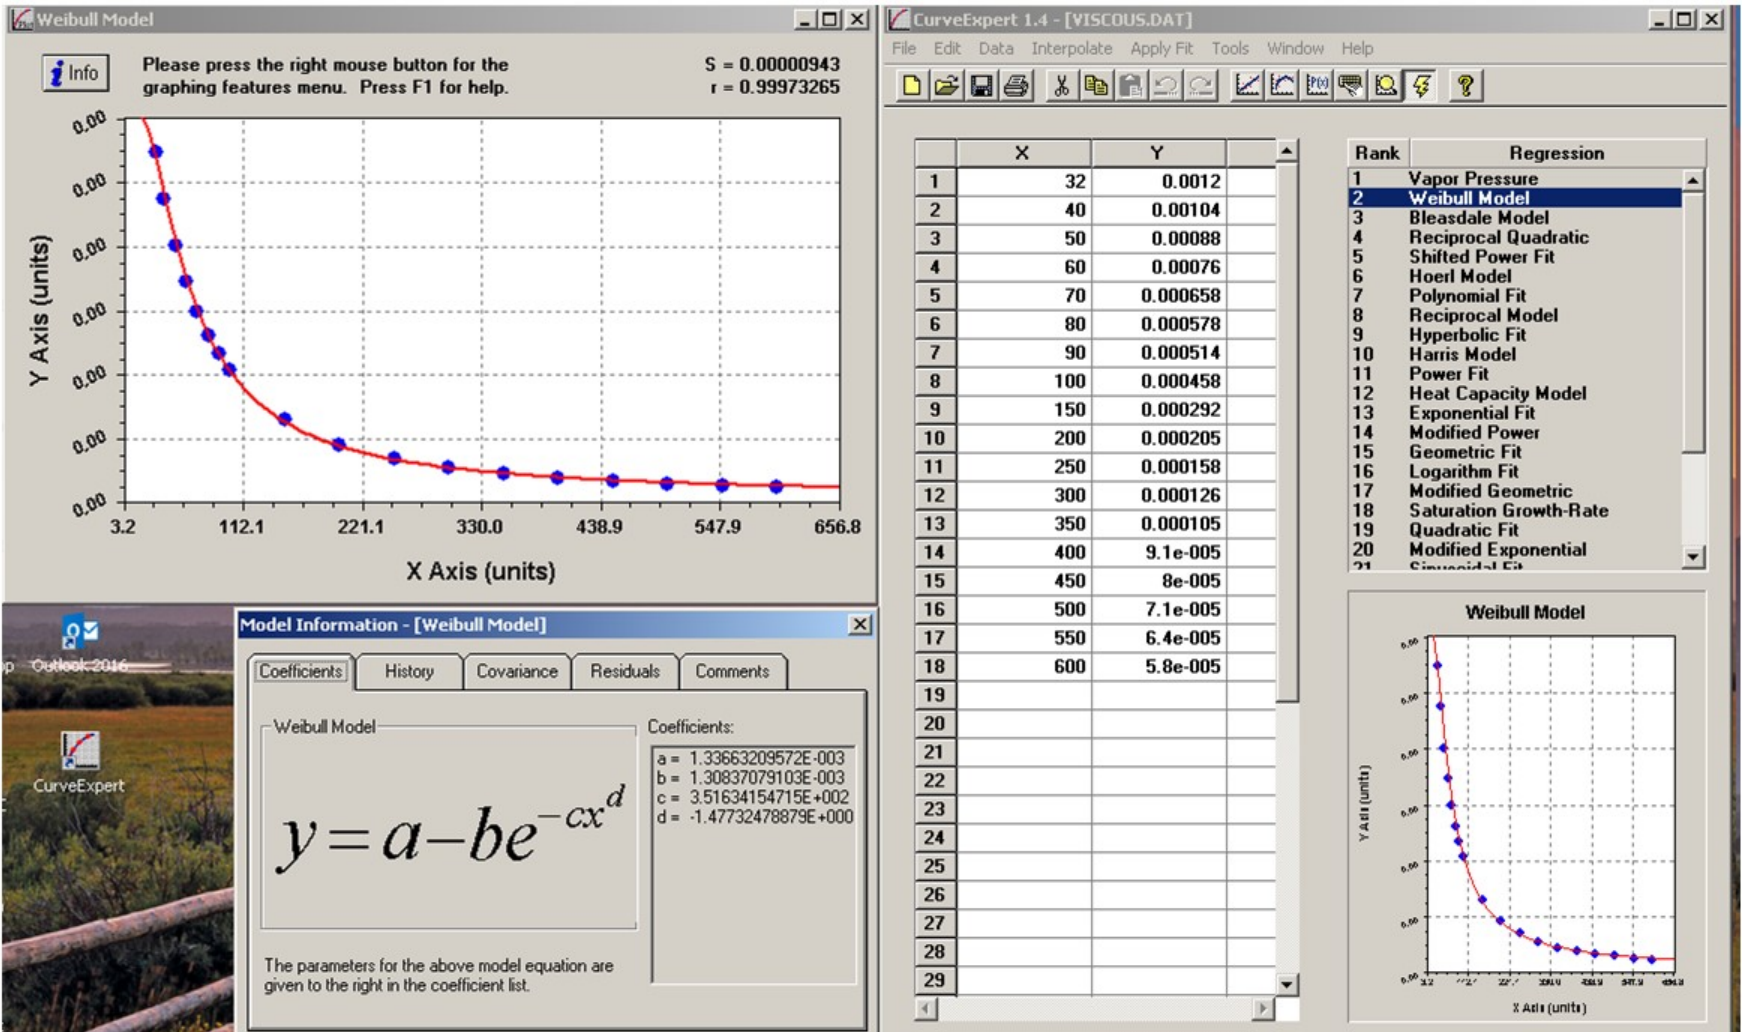 Weibull Model
Info
Please press the right mouse button for the
graphing features menu. Press F1 for help.
S = 0.00000943
r = 0.99973265
0.00
0.00
0.00
0.00
0.00
0.00
0.00
Y Axis (units)
3.2 112.1 221.1 330.0 438.9 547.9 656.8
X Axis (units)
Outlook 2016
CurveExpert
Model Information - [Weibull Model]
Coefficients History Covariance Residuals Comments
Weibull Model
y = a - be^{-cx^d}
Coefficients:
a = 1.33663209572E-003
b = 1.30837079103E-003
c = 3.51634154715E+002
d = -1.47732478879E+000
The parameters for the above model equation are
given to the right in the coefficient list.
CurveExpert 1.4 - [VISCOUS.DAT]
File Edit Data Interpolate Apply Fit Tools Window Help
X Y
1 32 0.0012
2 40 0.00104
3 50 0.00088
4 60 0.00076
5 70 0.000658
6 80 0.000578
7 90 0.000514
8 100 0.000458
9 150 0.000292
10 200 0.000205
11 250 0.000158
12 300 0.000126
13 350 0.000105
14 400 9.1e-005
15 450 8e-005
16 500 7.1e-005
17 550 6.4e-005
18 600 5.8e-005
19
20
21
22
23
24
25
26
27
28
29
Rank Regression
1 Vapor Pressure
2 Weibull Model
3 Bleasdale Model
4 Reciprocal Quadratic
5 Shifted Power Fit
6 Hoerl Model
7 Polynomial Fit
8 Reciprocal Model
9 Hyperbolic Fit
10 Harris Model
11 Power Fit
12 Heat Capacity Model
13 Exponential Fit
14 Modified Power
15 Geometric Fit
16 Logarithm Fit
17 Modified Geometric
18 Saturation Growth-Rate
19 Quadratic Fit
20 Modified Exponential
21 Sinusoidal Fit
Weibull Model
Y Axis (units)
X Axis (units)